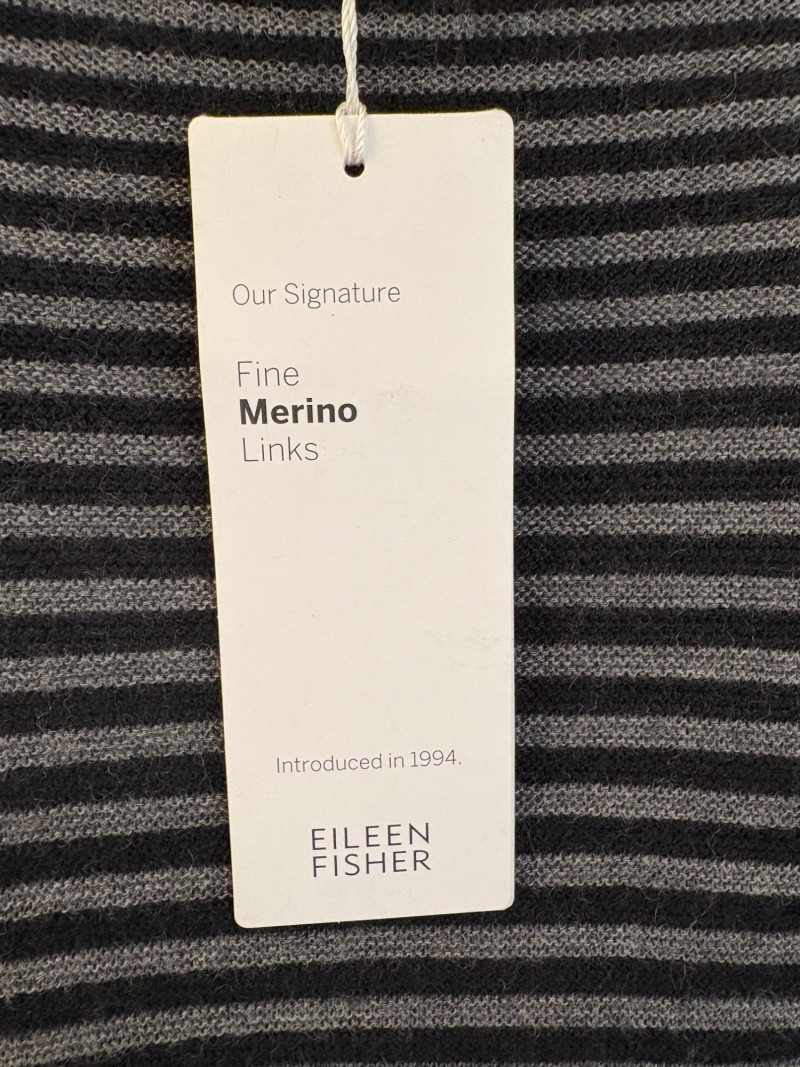 Our Signature
Fine
Merino
Links
Introduced in 1994.
EILEEN
FISHER